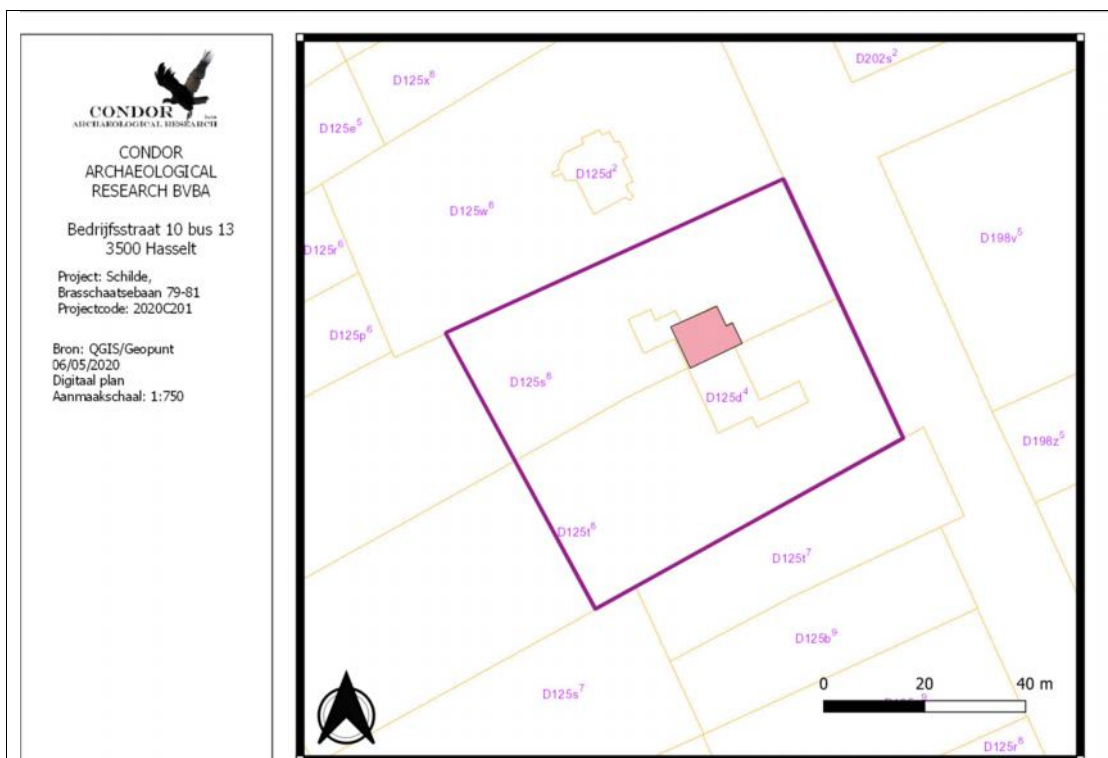 CONDOR
ARCHAEOLOGICAL RESEARCH
CONDOR
ARCHAEOLOGICAL
RESEARCH BVBA
Bedrijfsstraat 10 bus 13
3500 Hasselt
Project: Schilde,
Brasschaatsebaan 79-81
Projectcode: 2020C201
Bron: QGIS/Geopunt
06/05/2020
Digitaal plan
Aanmaakschaal: 1:750
D202s²
D125x⁸
D125e⁵
D125d²
D125w⁸
D198v⁵
D125r⁶
D125p⁶
D125s⁸
D125d⁴
D198z⁵
D125t⁸
D125t⁷
D125b⁹
D125s⁷
0 20 40 m
D125r⁸